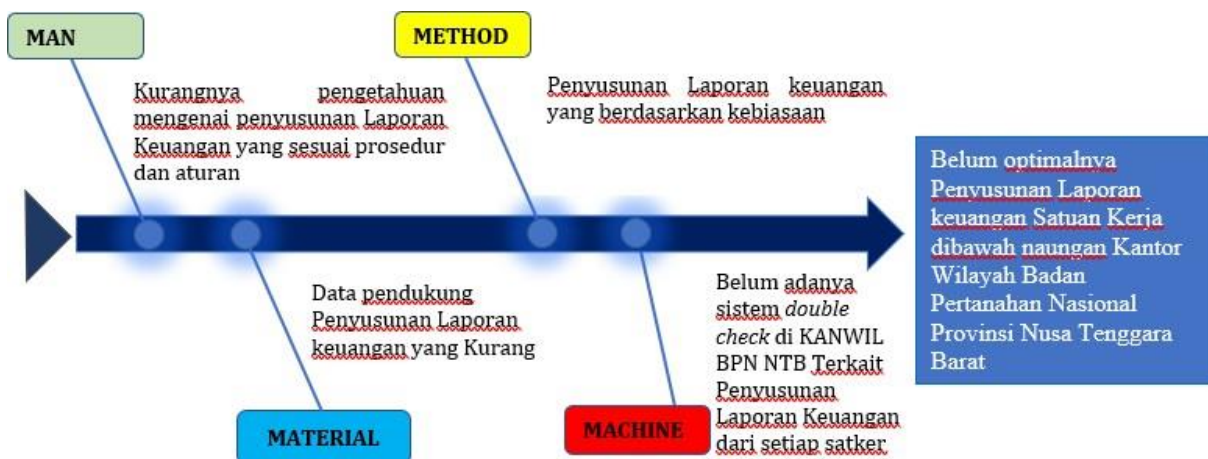 MAN
Kurangnya pengetahuan
mengenai penyusunan Laporan
Keuangan yang sesuai prosedur
dan aturan
METHOD
Penyusunan Laporan keuangan
yang berdasarkan kebiasaan
Data pendukung
Penyusunan Laporan
keuangan yang Kurang
MATERIAL
Belum adanya
sistem double
check di KANWIL
BPN NTB Terkait
Penyusunan
Laporan Keuangan
dari setiap satker
MACHINE
Belum optimalnya
Penyusunan Laporan
keuangan Satuan Kerja
dibawah naungan Kantor
Wilayah Badan
Pertanahan Nasional
Provinsi Nusa Tenggara
Barat